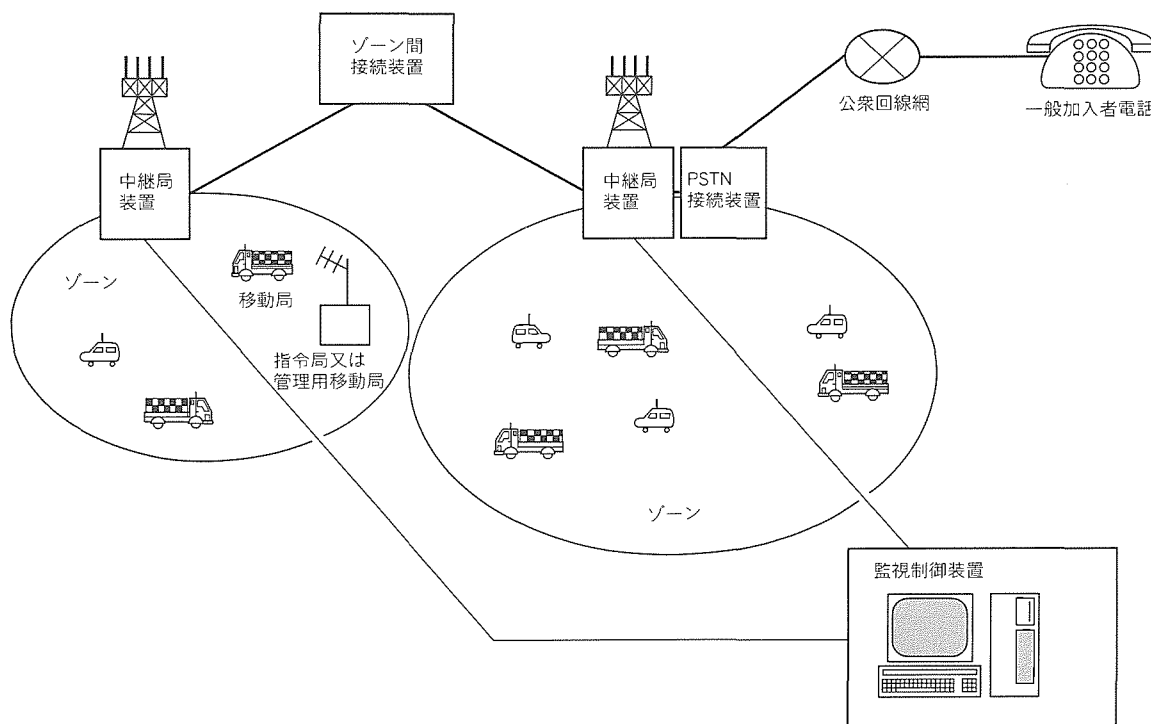 ゾーン間
接続装置
公衆回線網
一般加入者電話
中継局
装置
中継局
装置
PSTN
接続装置
ゾーン
移動局
指令局又は
管理用移動局
ゾーン
監視制御装置